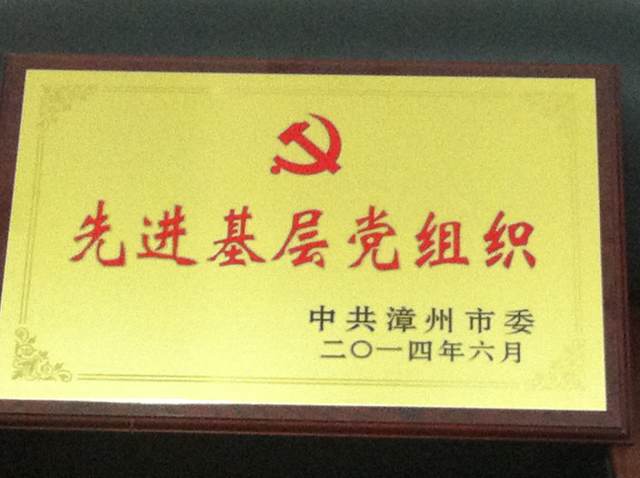 先进基层党组织
中共漳州市委
二〇一四年六月